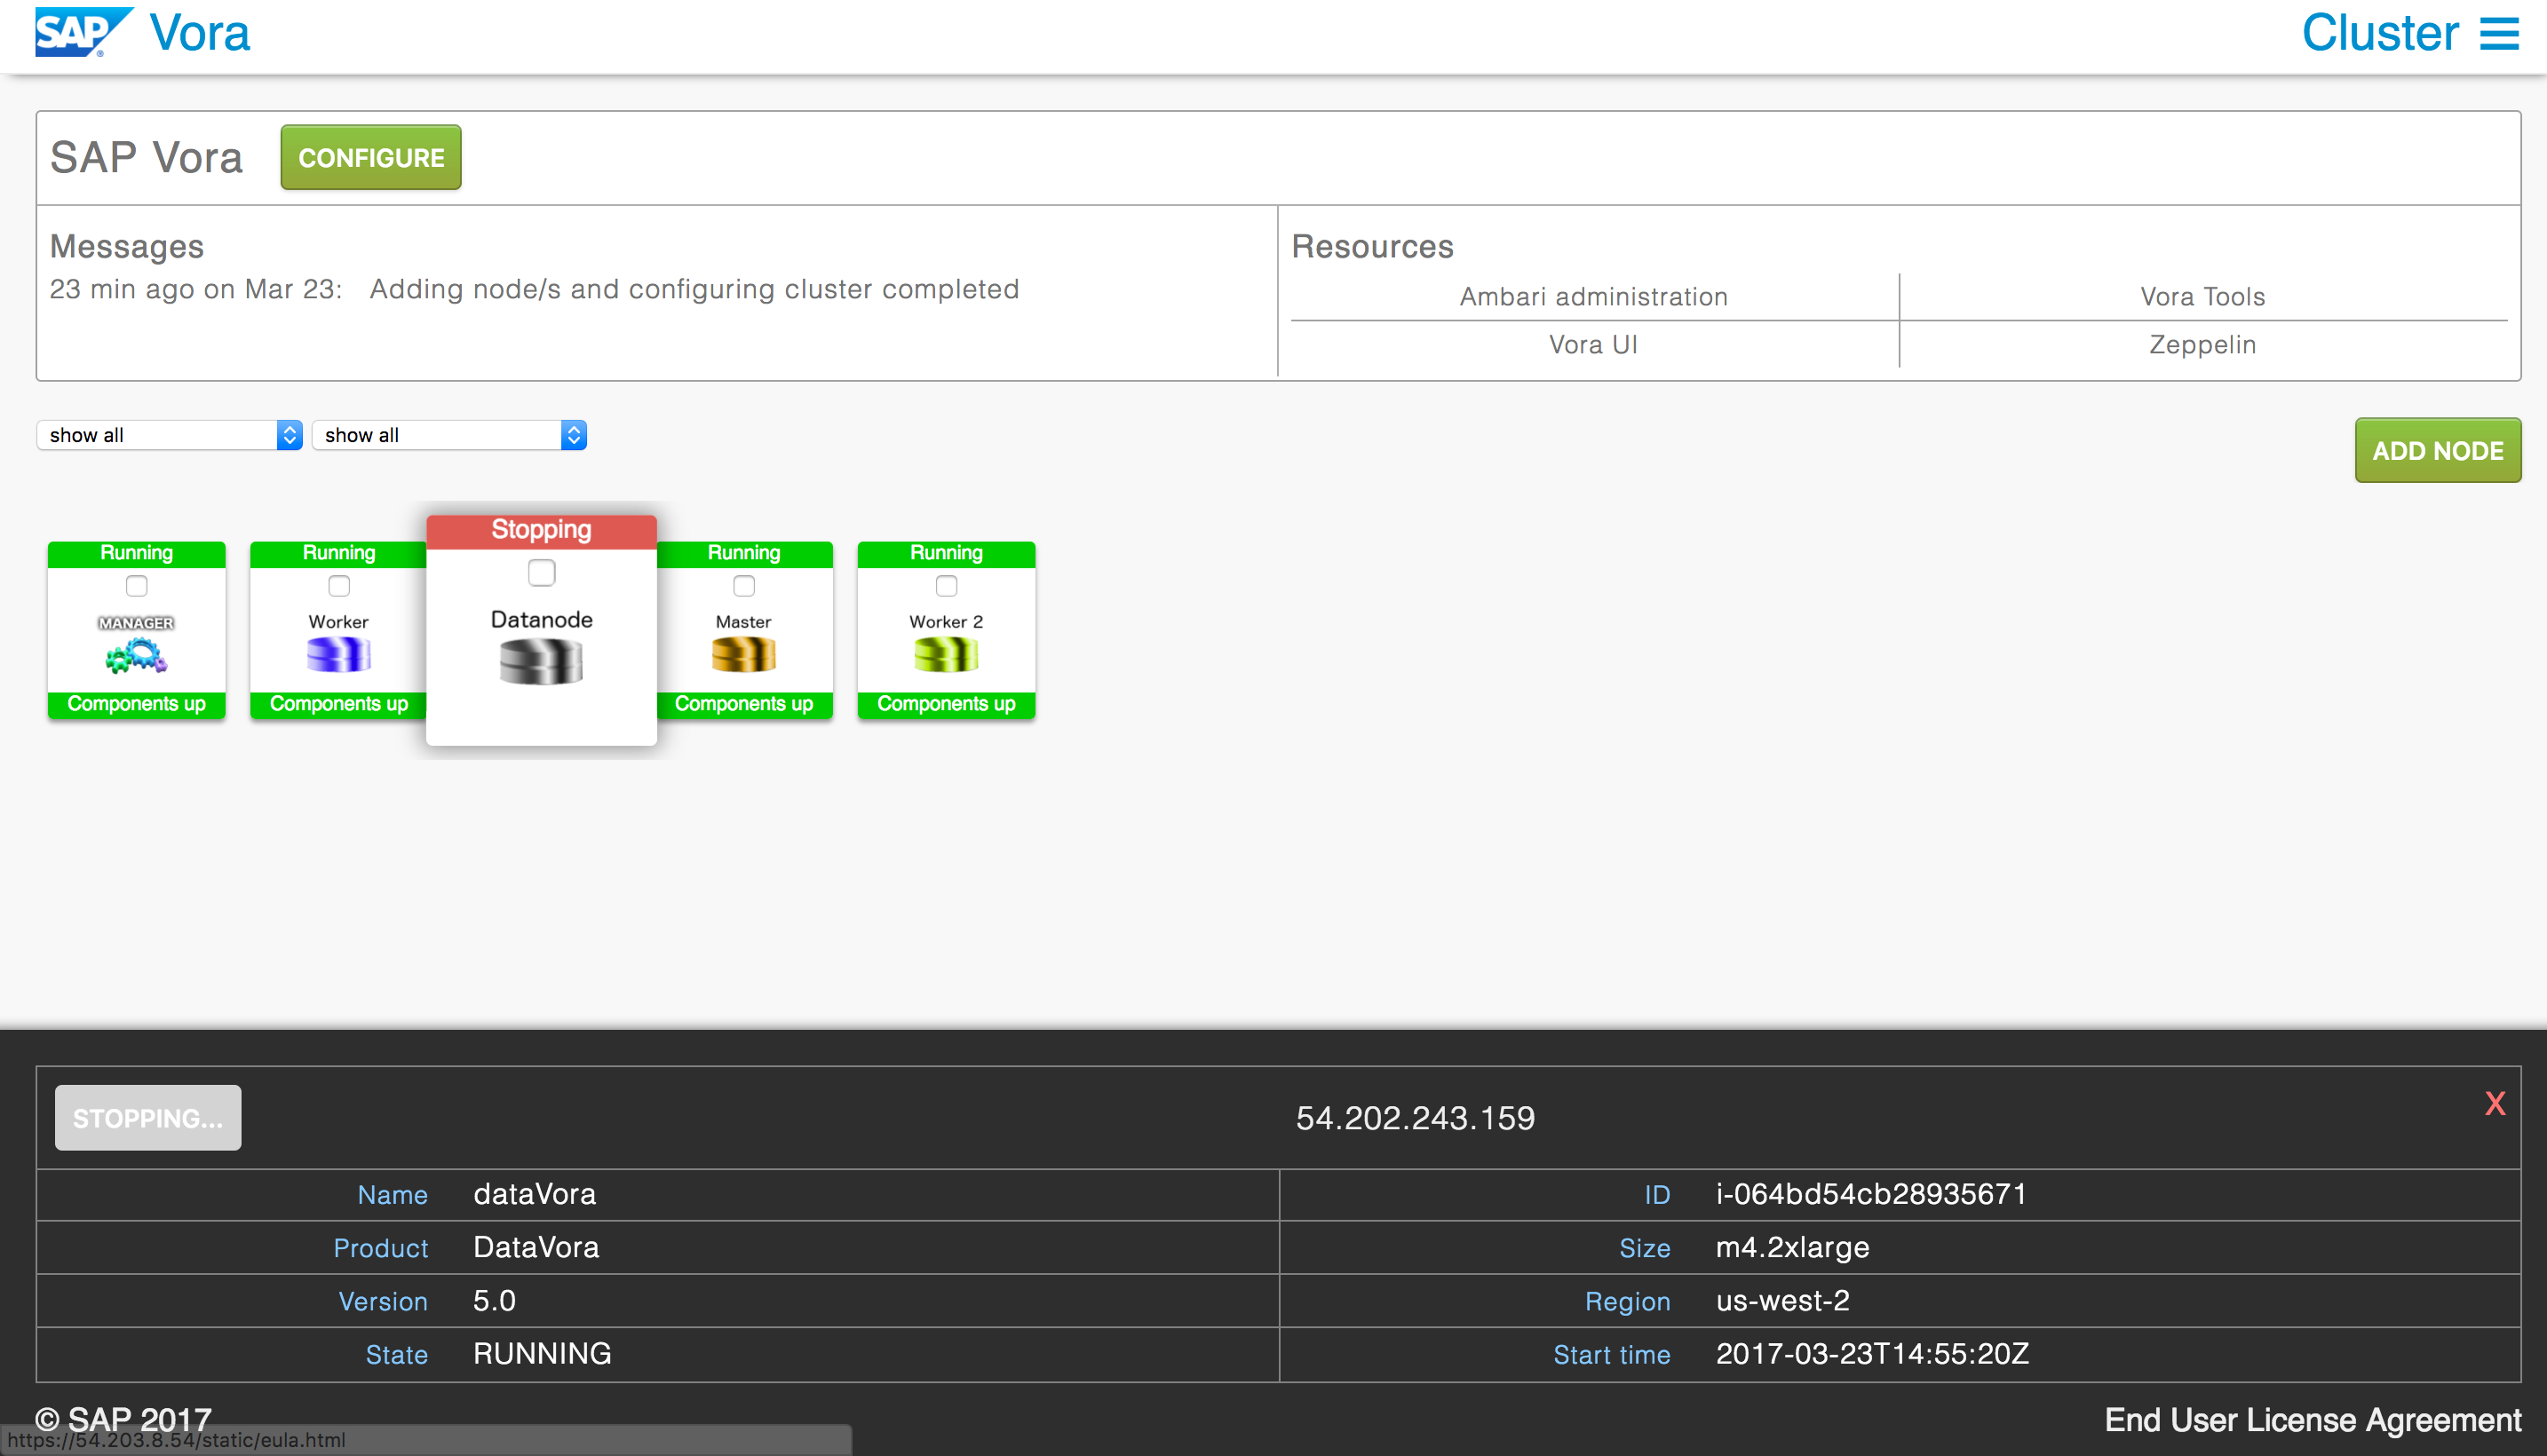 SAP ® Vora
Cluster
SAP Vora
CONFIGURE
Messages
23 min ago on Mar 23: Adding node/s and configuring cluster completed
Resources
Ambari administration
Vora Tools
Vora UI
Zeppelin
show all
show all
ADD NODE
Running
MANAGER
Components up
Running
Worker
Components up
Stopping
Datanode
Running
Master
Components up
Running
Worker 2
Components up
STOPPING...
54.202.243.159
X
Name dataVora
ID i-064bd54cb28935671
Product DataVora
Size m4.2xlarge
Version 5.0
Region us-west-2
State RUNNING
Start time 2017-03-23T14:55:20Z
© SAP 2017
End User License Agreement
https://54.203.8.54/static/eula.html